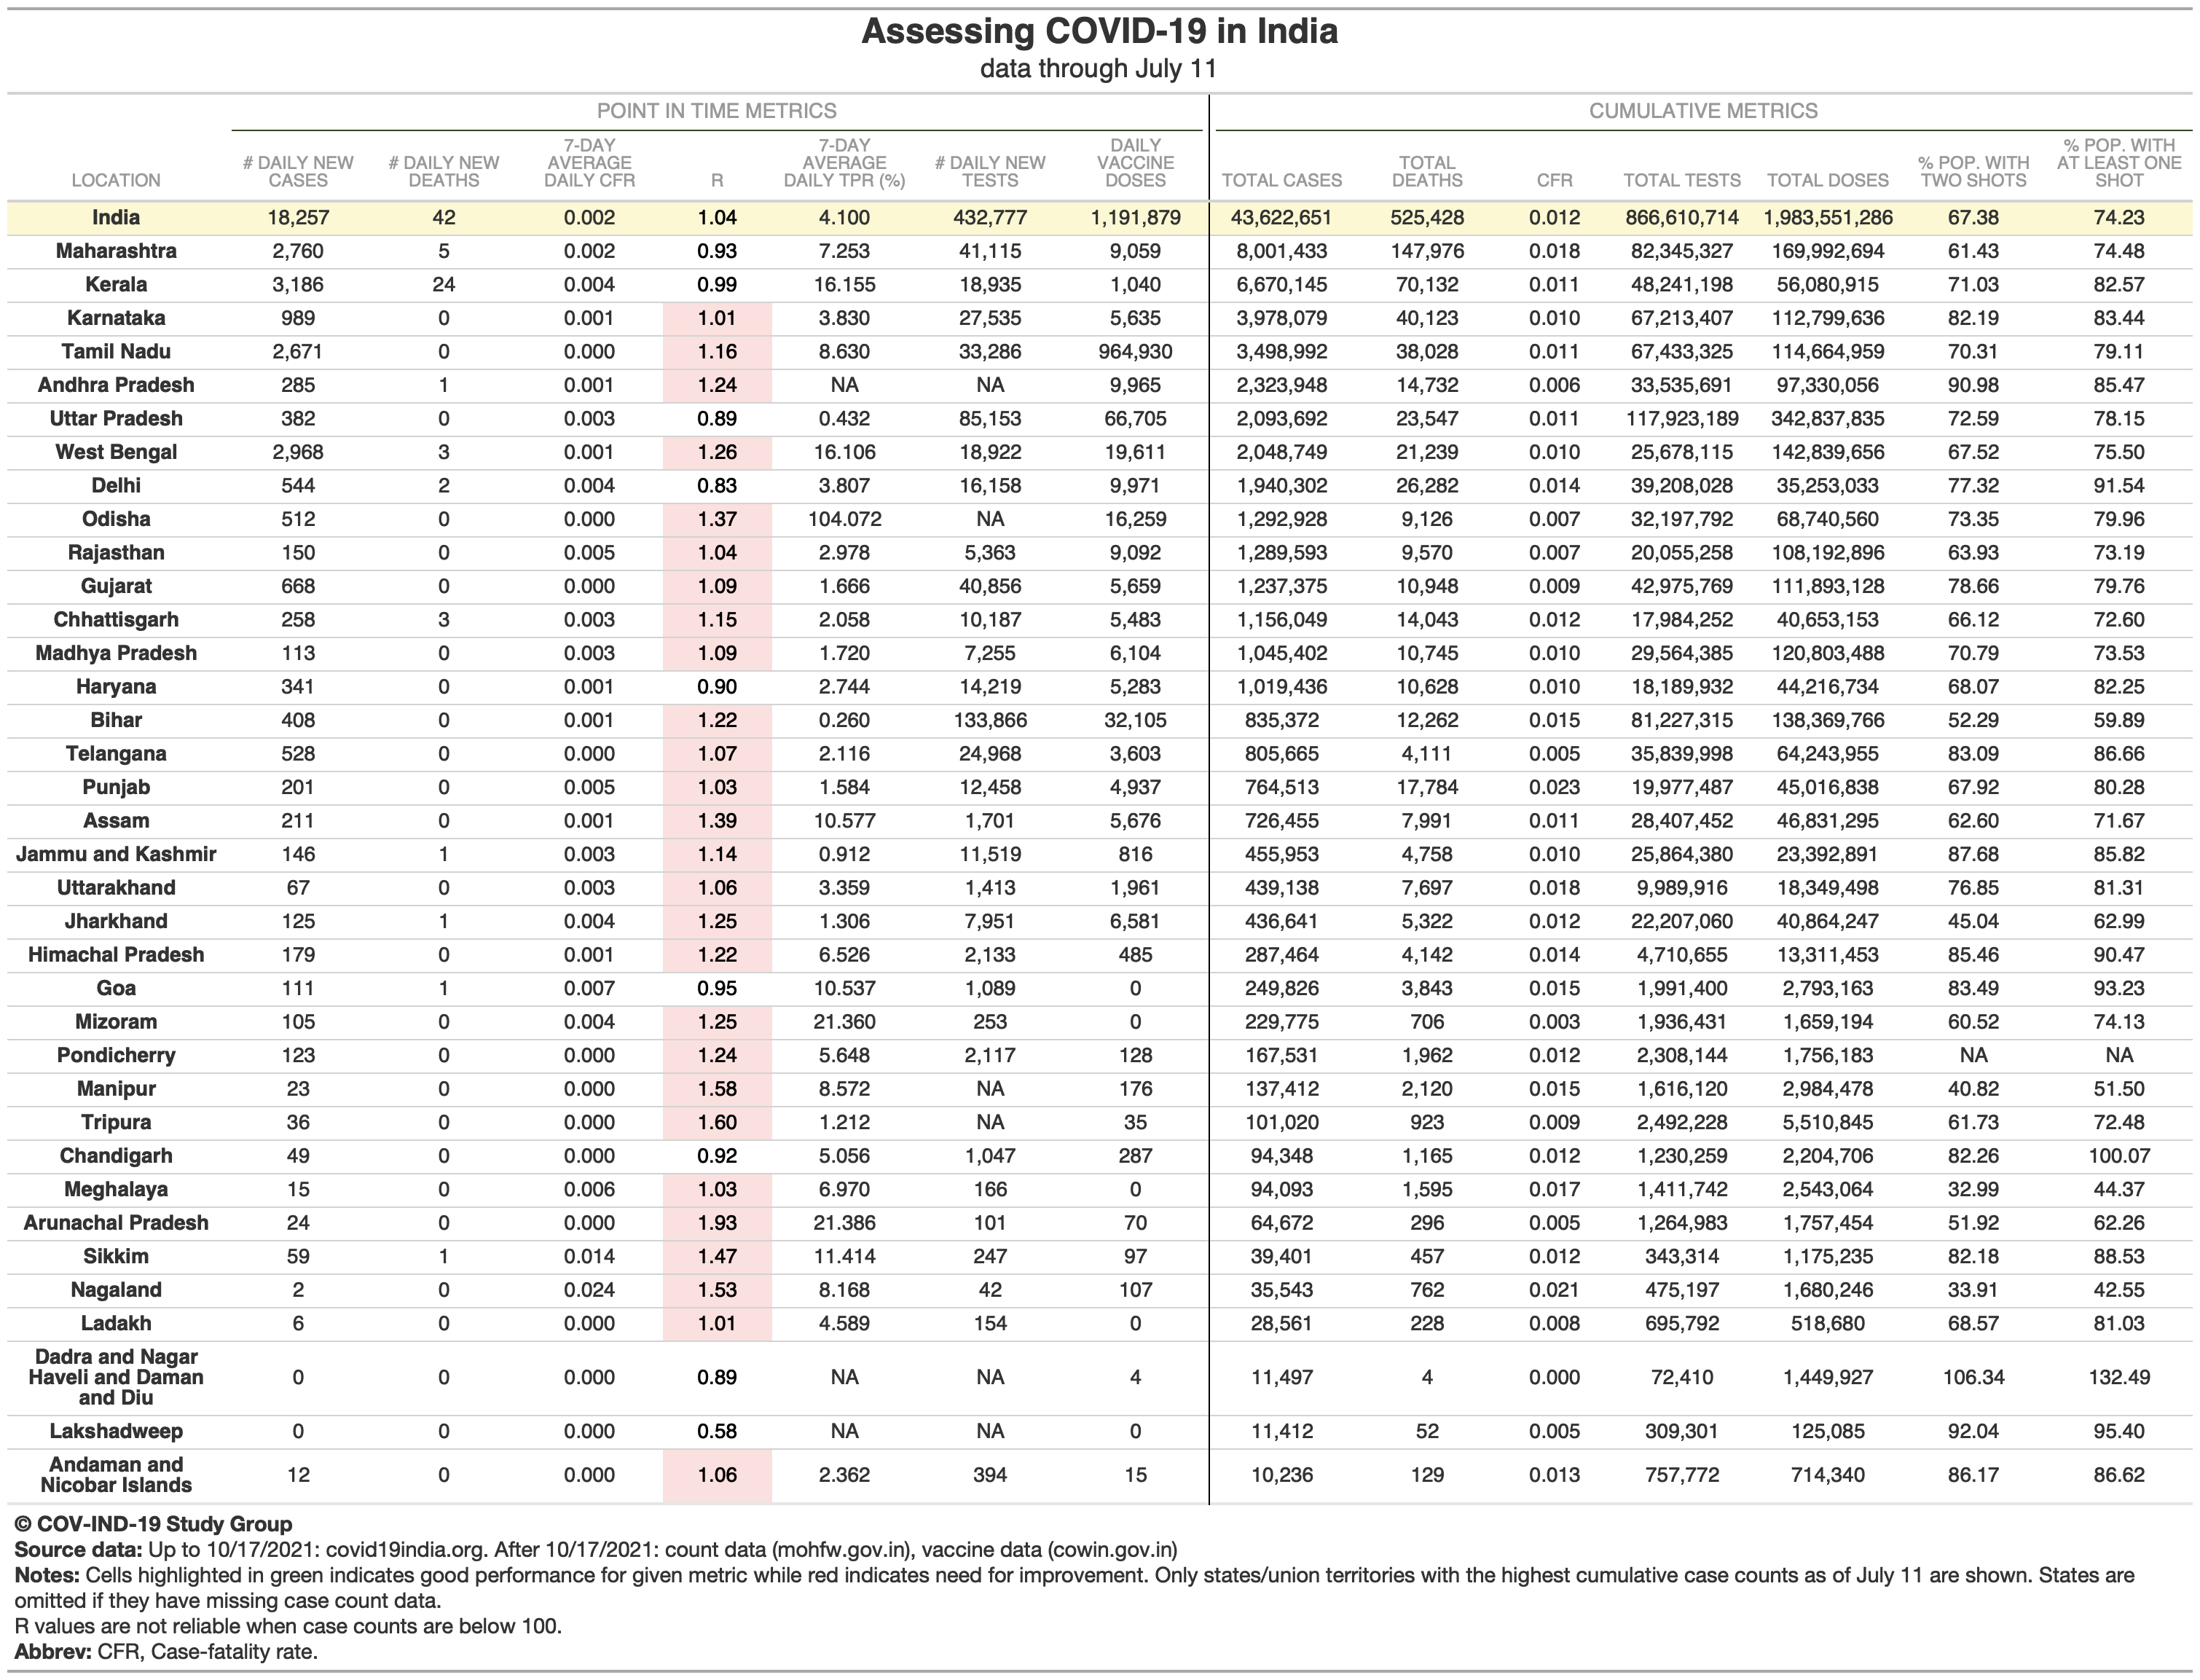 Assessing COVID-19 in India
data through July 11
POINT IN TIME METRICS CUMULATIVE METRICS
LOCATION # DAILY NEW CASES # DAILY NEW DEATHS 7-DAY AVERAGE DAILY CFR R 7-DAY AVERAGE DAILY TPR (%) # DAILY NEW TESTS DAILY VACCINE DOSES TOTAL CASES TOTAL DEATHS CFR TOTAL TESTS TOTAL DOSES % POP. WITH TWO SHOTS % POP. WITH AT LEAST ONE SHOT
India 18,257 42 0.002 1.04 4.100 432,777 1,191,879 43,622,651 525,428 0.012 866,610,714 1,983,551,286 67.38 74.23
Maharashtra 2,760 5 0.002 0.93 7.253 41,115 9,059 8,001,433 147,976 0.018 82,345,327 169,992,694 61.43 74.48
Kerala 3,186 24 0.004 0.99 16.155 18,935 1,040 6,670,145 70,132 0.011 48,241,198 56,080,915 71.03 82.57
Karnataka 989 0 0.001 1.01 3.830 27,535 5,635 3,978,079 40,123 0.010 67,213,407 112,799,636 82.19 83.44
Tamil Nadu 2,671 0 0.000 1.16 8.630 33,286 964,930 3,498,992 38,028 0.011 67,433,325 114,664,959 70.31 79.11
Andhra Pradesh 285 1 0.001 1.24 NA NA 9,965 2,323,948 14,732 0.006 33,535,691 97,330,056 90.98 85.47
Uttar Pradesh 382 0 0.003 0.89 0.432 85,153 66,705 2,093,692 23,547 0.011 117,923,189 342,837,835 72.59 78.15
West Bengal 2,968 3 0.001 1.26 16.106 18,922 19,611 2,048,749 21,239 0.010 25,678,115 142,839,656 67.52 75.50
Delhi 544 2 0.004 0.83 3.807 16,158 9,971 1,940,302 26,282 0.014 39,208,028 35,253,033 77.32 91.54
Odisha 512 0 0.000 1.37 104.072 NA 16,259 1,292,928 9,126 0.007 32,197,792 68,740,560 73.35 79.96
Rajasthan 150 0 0.005 1.04 2.978 5,363 9,092 1,289,593 9,570 0.007 20,055,258 108,192,896 63.93 73.19
Gujarat 668 0 0.000 1.09 1.666 40,856 5,659 1,237,375 10,948 0.009 42,975,769 111,893,128 78.66 79.76
Chhattisgarh 258 3 0.003 1.15 2.058 10,187 5,483 1,156,049 14,043 0.012 17,984,252 40,653,153 66.12 72.60
Madhya Pradesh 113 0 0.003 1.09 1.720 7,255 6,104 1,045,402 10,745 0.010 29,564,385 120,803,488 70.79 73.53
Haryana 341 0 0.001 0.90 2.744 14,219 5,283 1,019,436 10,628 0.010 18,189,932 44,216,734 68.07 82.25
Bihar 408 0 0.001 1.22 0.260 133,866 32,105 835,372 12,262 0.015 81,227,315 138,369,766 52.29 59.89
Telangana 528 0 0.000 1.07 2.116 24,968 3,603 805,665 4,111 0.005 35,839,998 64,243,955 83.09 86.66
Punjab 201 0 0.005 1.03 1.584 12,458 4,937 764,513 17,784 0.023 19,977,487 45,016,838 67.92 80.28
Assam 211 0 0.001 1.39 10.577 1,701 5,676 726,455 7,991 0.011 28,407,452 46,831,295 62.60 71.67
Jammu and Kashmir 146 1 0.003 1.14 0.912 11,519 816 455,953 4,758 0.010 25,864,380 23,392,891 87.68 85.82
Uttarakhand 67 0 0.003 1.06 3.359 1,413 1,961 439,138 7,697 0.018 9,989,916 18,349,498 76.85 81.31
Jharkhand 125 1 0.004 1.25 1.306 7,951 6,581 436,641 5,322 0.012 22,207,060 40,864,247 45.04 62.99
Himachal Pradesh 179 0 0.001 1.22 6.526 2,133 485 287,464 4,142 0.014 4,710,655 13,311,453 85.46 90.47
Goa 111 1 0.007 0.95 10.537 1,089 0 249,826 3,843 0.015 1,991,400 2,793,163 83.49 93.23
Mizoram 105 0 0.004 1.25 21.360 253 0 229,775 706 0.003 1,936,431 1,659,194 60.52 74.13
Pondicherry 123 0 0.000 1.24 5.648 2,117 128 167,531 1,962 0.012 2,308,144 1,756,183 NA NA
Manipur 23 0 0.000 1.58 8.572 NA 176 137,412 2,120 0.015 1,616,120 2,984,478 40.82 51.50
Tripura 36 0 0.000 1.60 1.212 NA 35 101,020 923 0.009 2,492,228 5,510,845 61.73 72.48
Chandigarh 49 0 0.000 0.92 5.056 1,047 287 94,348 1,165 0.012 1,230,259 2,204,706 82.26 100.07
Meghalaya 15 0 0.006 1.03 6.970 166 0 94,093 1,595 0.017 1,411,742 2,543,064 32.99 44.37
Arunachal Pradesh 24 0 0.000 1.93 21.386 101 70 64,672 296 0.005 1,264,983 1,757,454 51.92 62.26
Sikkim 59 1 0.014 1.47 11.414 247 97 39,401 457 0.012 343,314 1,175,235 82.18 88.53
Nagaland 2 0 0.024 1.53 8.168 42 107 35,543 762 0.021 475,197 1,680,246 33.91 42.55
Ladakh 6 0 0.000 1.01 4.589 154 0 28,561 228 0.008 695,792 518,680 68.57 81.03
Dadra and Nagar Haveli and Daman and Diu 0 0 0.000 0.89 NA NA 4 11,497 4 0.000 72,410 1,449,927 106.34 132.49
Lakshadweep 0 0 0.000 0.58 NA NA 0 11,412 52 0.005 309,301 125,085 92.04 95.40
Andaman and Nicobar Islands 12 0 0.000 1.06 2.362 394 15 10,236 129 0.013 757,772 714,340 86.17 86.62
© COV-IND-19 Study Group
Source data: Up to 10/17/2021: covid19india.org. After 10/17/2021: count data (mohfw.gov.in), vaccine data (cowin.gov.in)
Notes: Cells highlighted in green indicates good performance for given metric while red indicates need for improvement. Only states/union territories with the highest cumulative case counts as of July 11 are shown. States are
omitted if they have missing case count data.
R values are not reliable when case counts are below 100.
Abbrev: CFR, Case-fatality rate.